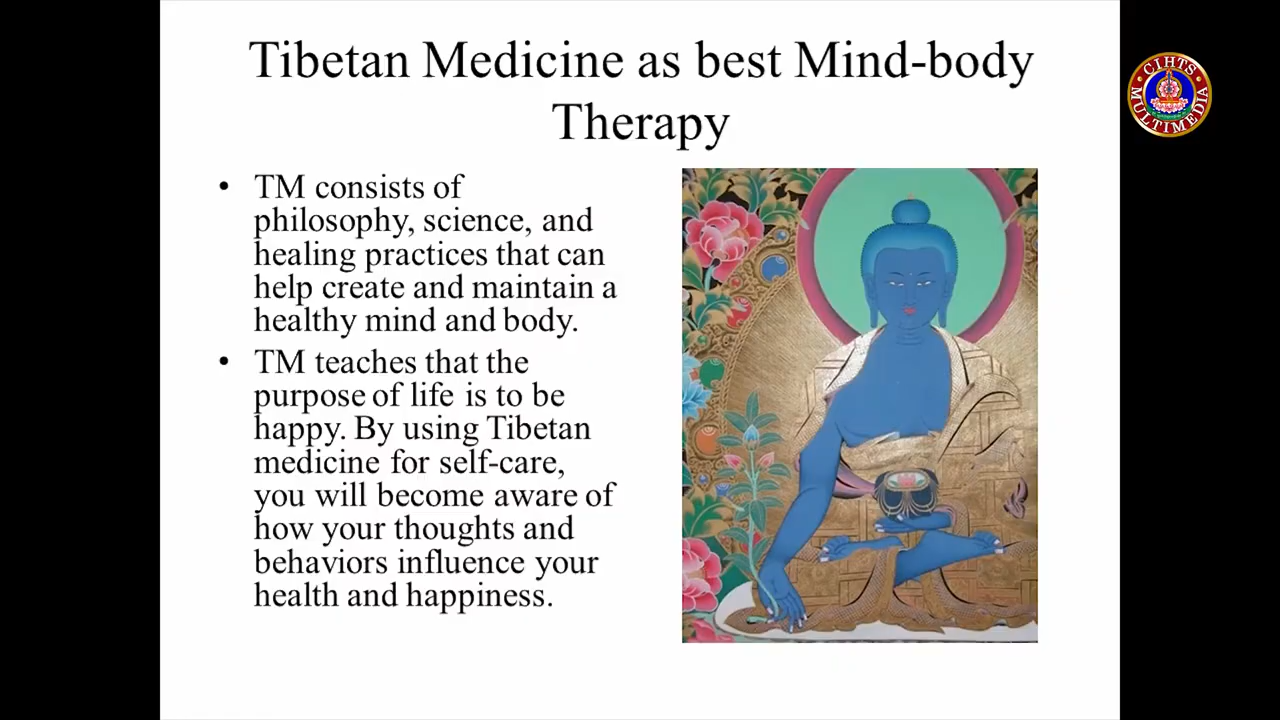 Tibetan Medicine as best Mind-body
Therapy
• TM consists of
philosophy, science, and
healing practices that can
help create and maintain a
healthy mind and body.
• TM teaches that the
purpose of life is to be
happy. By using Tibetan
medicine for self-care,
you will become aware of
how your thoughts and
behaviors influence your
health and happiness.
CIHTS
MULTIMEDIA